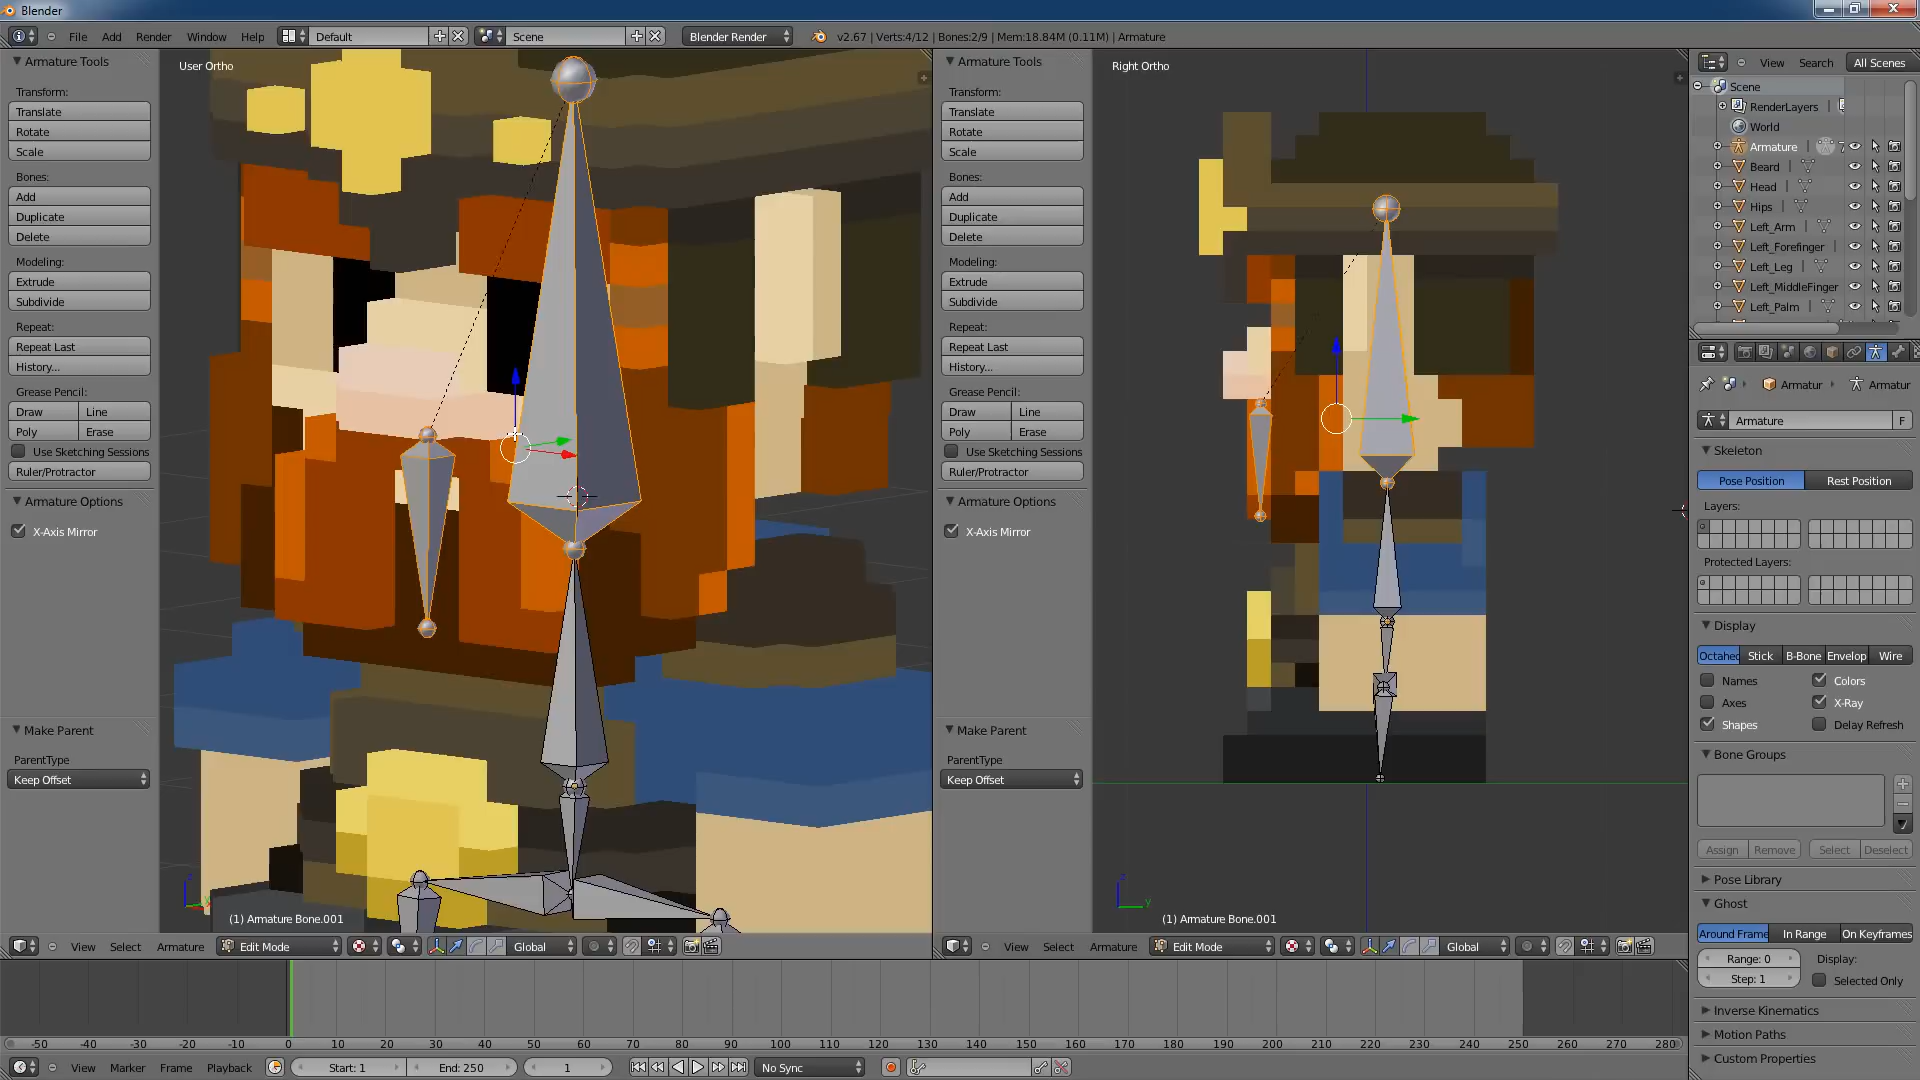 Blender
File Add Render Window Help Default Scene Blender Render v2.67 | Verts:4/12 | Bones:2/9 | Mem:18.84M (0.11M) | Armature
Armature Tools
Transform:
Translate
Rotate
Scale
Bones:
Add
Duplicate
Delete
Modeling:
Extrude
Subdivide
Repeat:
Repeat Last
History...
Grease Pencil:
Draw Line
Poly Erase
Use Sketching Sessions
Ruler/Protractor
Armature Options
X-Axis Mirror
Make Parent
ParentType
Keep Offset
User Ortho
(1) Armature Bone.001
View Select Armature Edit Mode Global
Armature Tools
Transform:
Translate
Rotate
Scale
Bones:
Add
Duplicate
Delete
Modeling:
Extrude
Subdivide
Repeat:
Repeat Last
History...
Grease Pencil:
Draw Line
Poly Erase
Use Sketching Sessions
Ruler/Protractor
Armature Options
X-Axis Mirror
Make Parent
ParentType
Keep Offset
Right Ortho
(1) Armature Bone.001
View Select Armature Edit Mode Global
View Search All Scenes
Scene
RenderLayers
World
Armature
Beard
Head
Hips
Left_Arm
Left_Forefinger
Left_Leg
Left_MiddleFinger
Left_Palm
Armatur Armatur
Armature F
Skeleton
Pose Position Rest Position
Layers:
Protected Layers:
Display
Octahed Stick B-Bone Envelop Wire
Names Colors
Axes X-Ray
Shapes Delay Refresh
Bone Groups
Assign Remove Select Deselect
Pose Library
Ghost
Around Frame In Range On Keyframes
Range: 0 Display:
Step: 1 Selected Only
Inverse Kinematics
Motion Paths
Custom Properties
-50 -40 -30 -20 -10 0 10 20 30 40 50 60 70 80 90 100 110 120 130 140 150 160 170 180 190 200 210 220 230 240 250 260 270 280
View Marker Frame Playback Start: 1 End: 250 1 No Sync